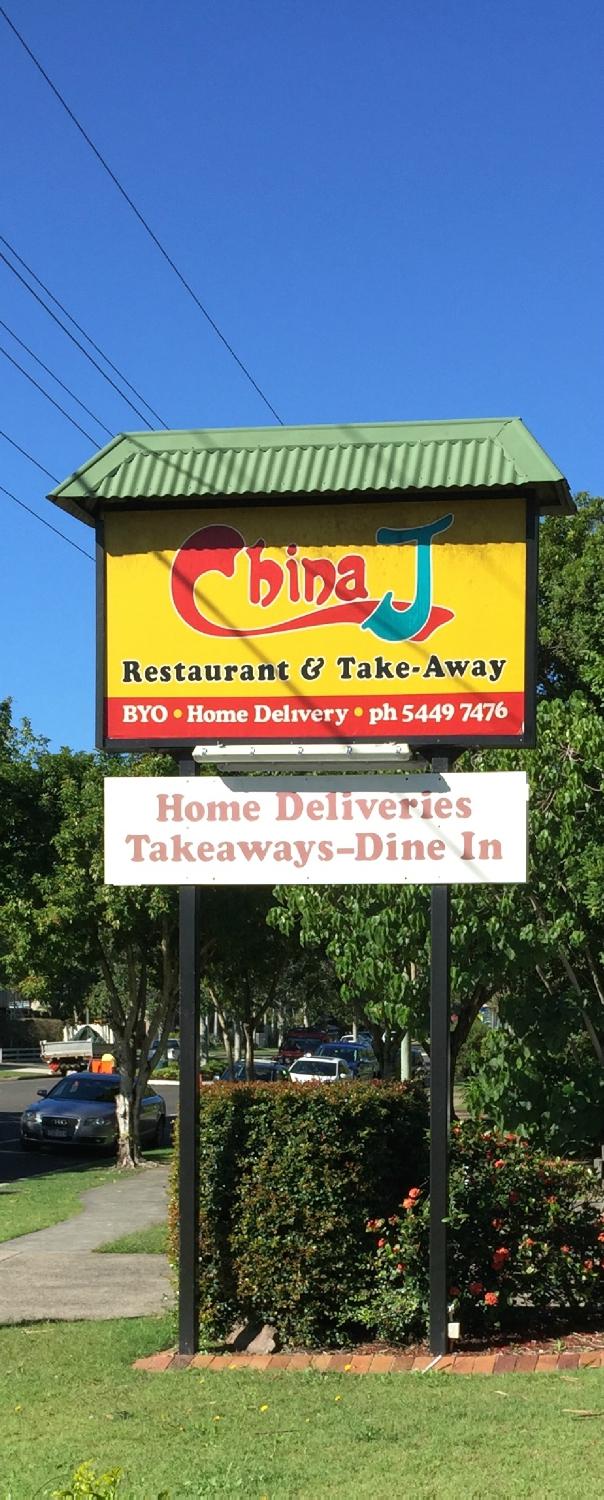 China J
Restaurant & Take-Away
BYO • Home Delivery • ph 5449 7476
Home Deliveries
Takeaways-Dine In